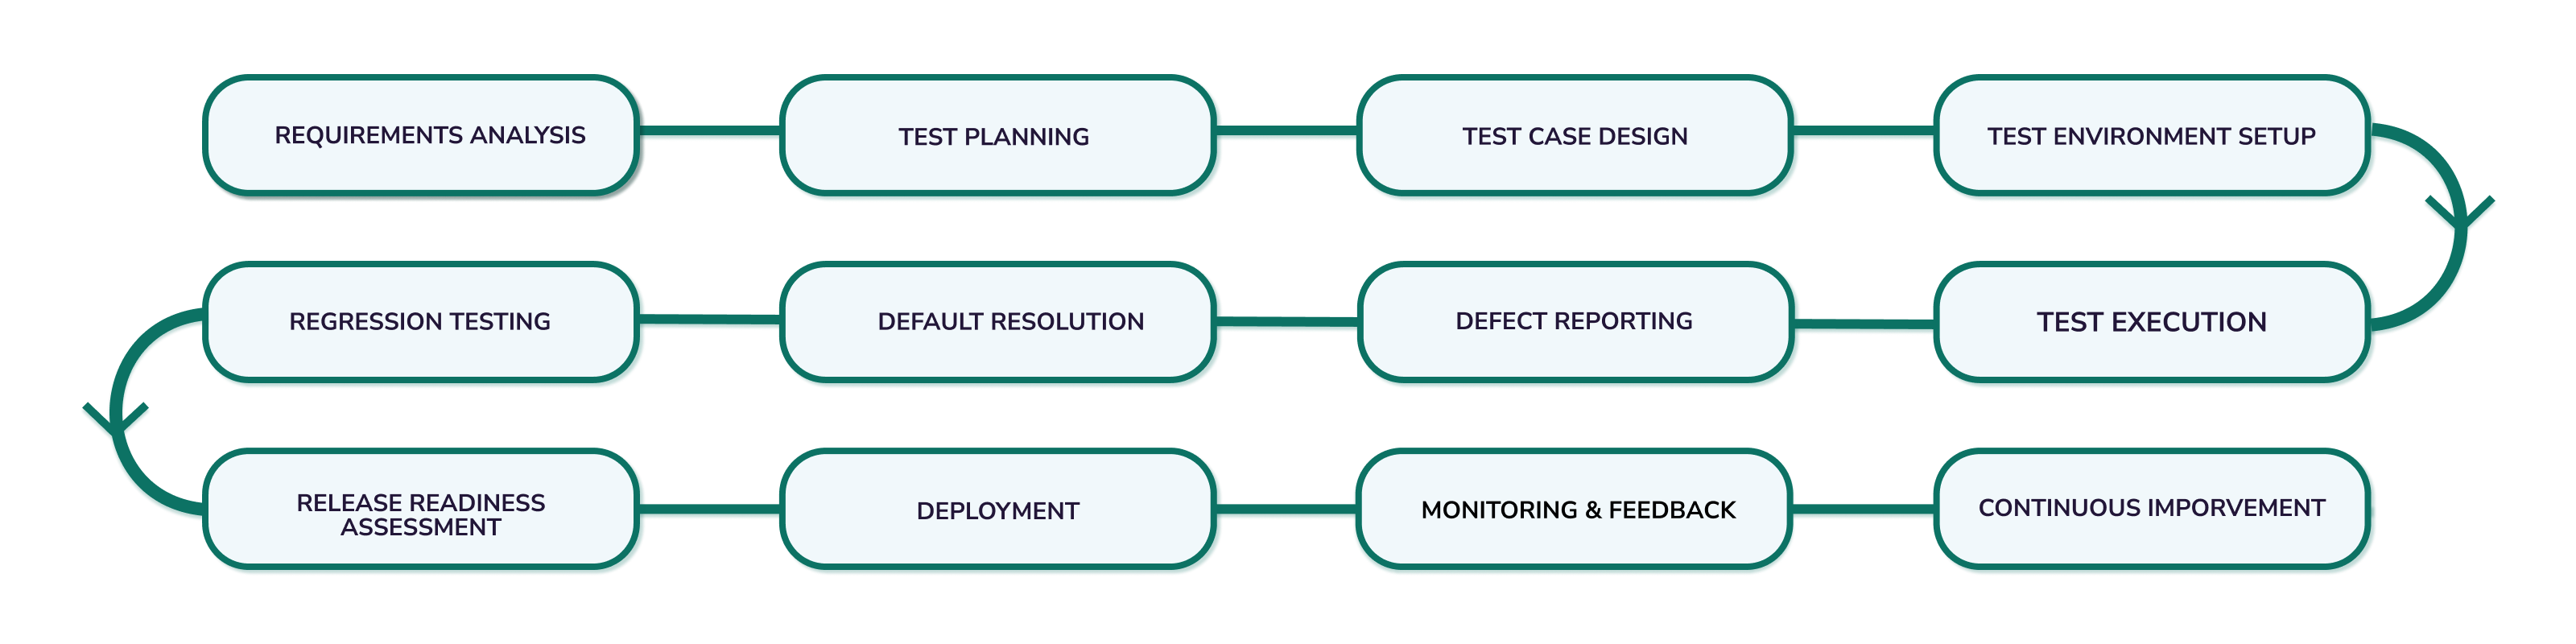 REQUIREMENTS ANALYSIS
TEST PLANNING
TEST CASE DESIGN
TEST ENVIRONMENT SETUP
REGRESSION TESTING
DEFAULT RESOLUTION
DEFECT REPORTING
TEST EXECUTION
RELEASE READINESS
ASSESSMENT
DEPLOYMENT
MONITORING & FEEDBACK
CONTINUOUS IMPORVEMENT